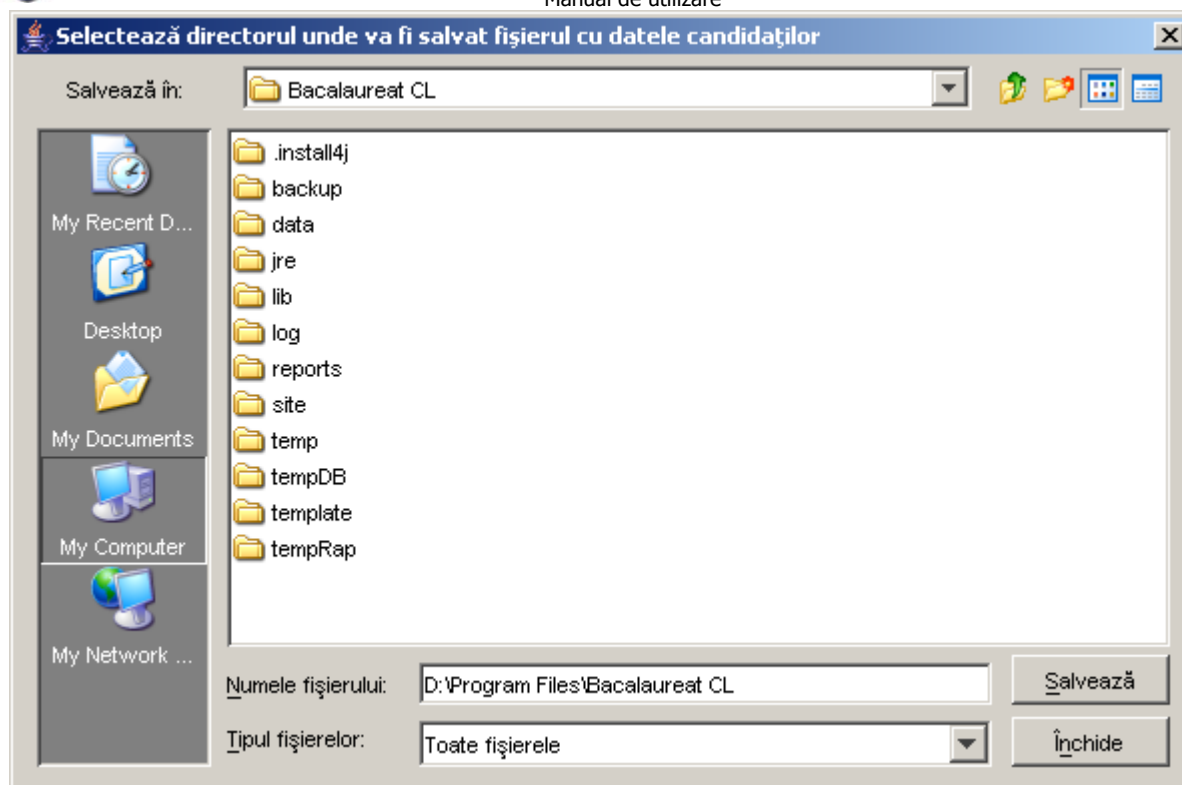 Manual de utilizare
Selectează directorul unde va fi salvat fişierul cu datele candidaţilor
Salvează în:
Bacalaureat CL
My Recent D...
Desktop
My Documents
My Computer
My Network ...
.install4j
backup
data
jre
lib
log
reports
site
temp
tempDB
template
tempRap
Numele fişierului:
D:\Program Files\Bacalaureat CL
Salvează
Tipul fişierelor:
Toate fişierele
Închide